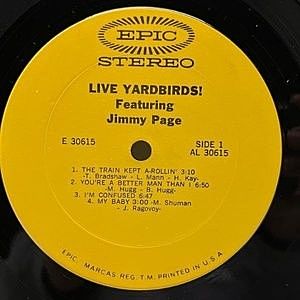 EPIC
STEREO
LIVE YARDBIRDS!
Featuring
Jimmy Page
E 30615
SIDE 1
AL 30615
1. THE TRAIN KEPT A-ROLLIN' 3:10
-T. Bradshaw - L. Mann - H. Kay-
2. YOU'RE A BETTER MAN THAN I 6:50
-M. Hugg - B. Hugg-
3. I'M CONFUSED 6:47
4. MY BABY 3:00 -M. Shuman
- J. Ragovoy-
EPIC, MARCAS REG. T.M. PRINTED IN U.S.A.